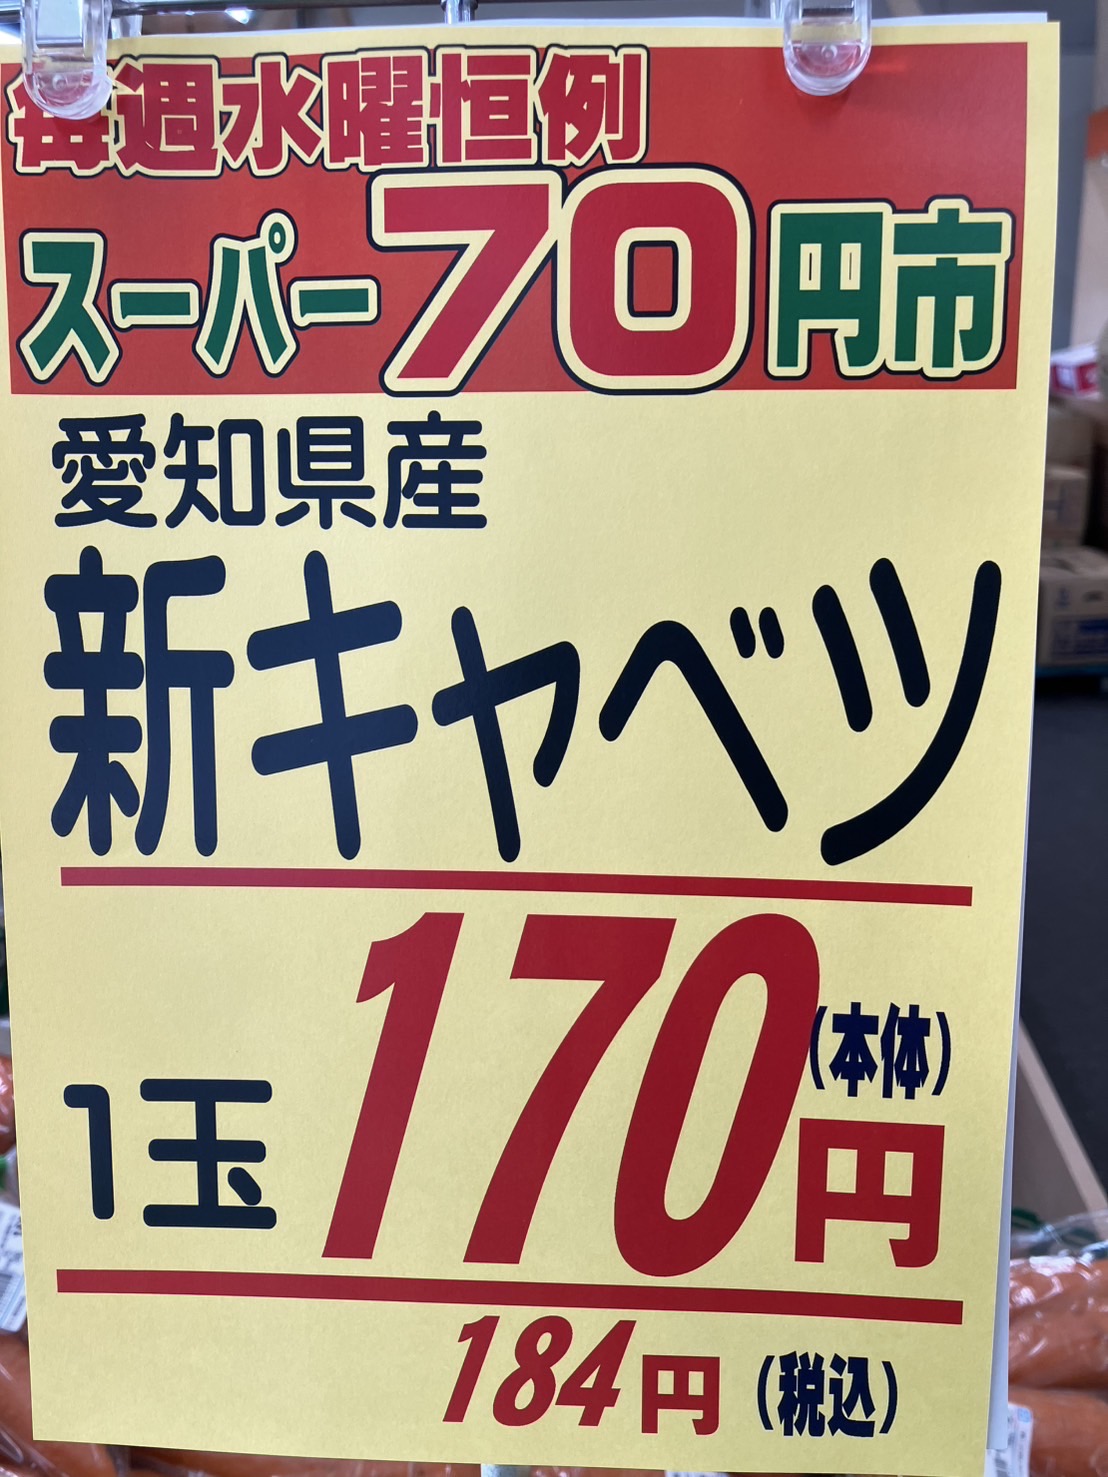 毎週水曜恒例
スーパー70円市
愛知県産
新キャベツ
1玉 170円 (本体)
184円 (税込)